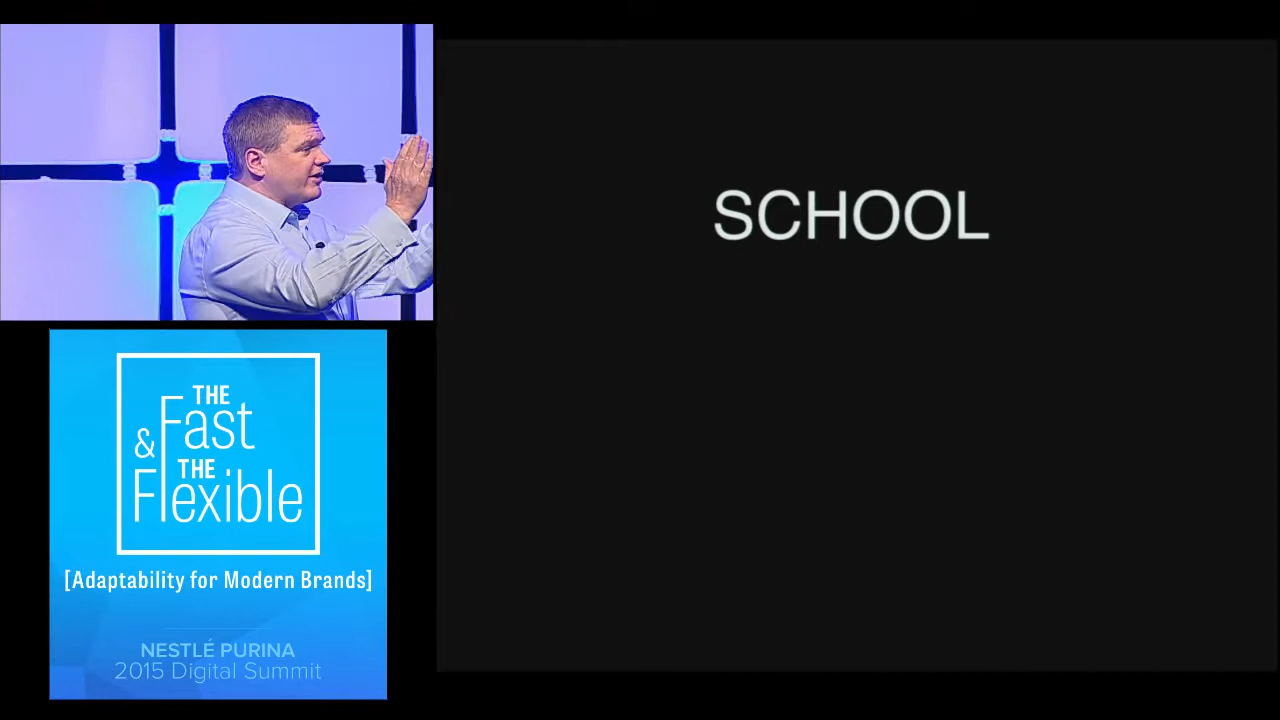 SCHOOL
THE
& Fast
THE
Flexible
[Adaptability for Modern Brands]
NESTLÉ PURINA
2015 Digital Summit